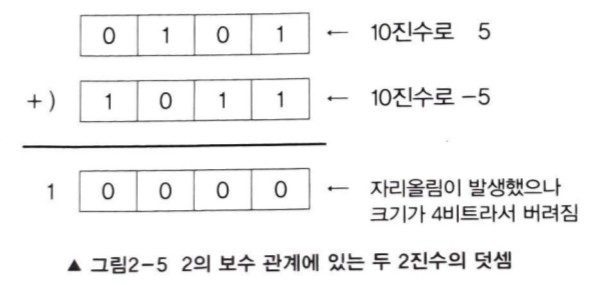 0 1 0 1 ← 10진수로 5
+) 1 0 1 1 ← 10진수로 -5
1 0 0 0 0 ← 자리올림이 발생했으나
크기가 4비트라서 버려짐
▲ 그림2-5 2의 보수 관계에 있는 두 2진수의 덧셈